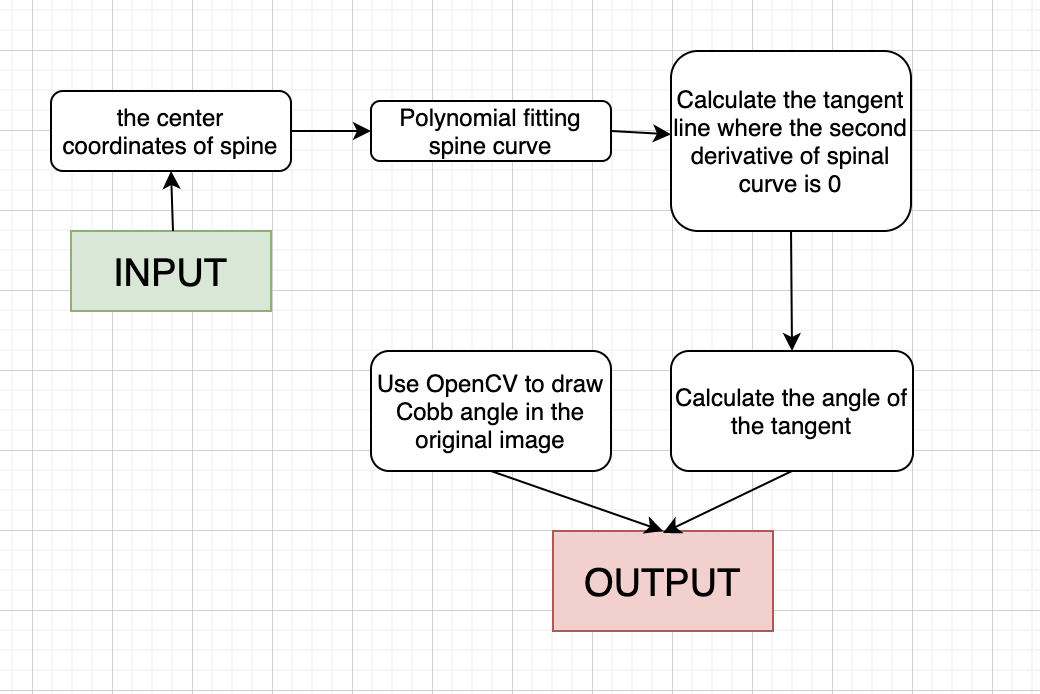 the center
coordinates of spine
Polynomial fitting
spine curve
Calculate the tangent
line where the second
derivative of spinal
curve is 0
INPUT
Use OpenCV to draw
Cobb angle in the
original image
Calculate the angle of
the tangent
OUTPUT